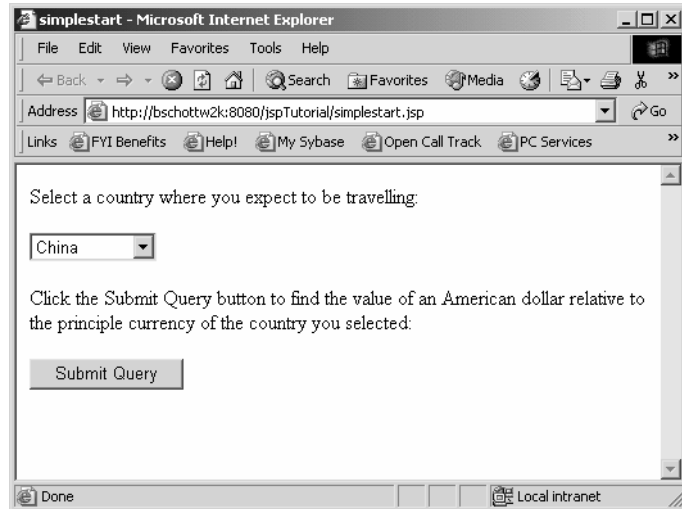 simplestart - Microsoft Internet Explorer
File Edit View Favorites Tools Help
Back Search Favorites Media »
Address http://bschottw2k:8080/jspTutorial/simplestart.jsp Go
Links FYI Benefits Help! My Sybase Open Call Track PC Services »
Select a country where you expect to be travelling:
China
Click the Submit Query button to find the value of an American dollar relative to
the principle currency of the country you selected:
Submit Query
Done Local intranet